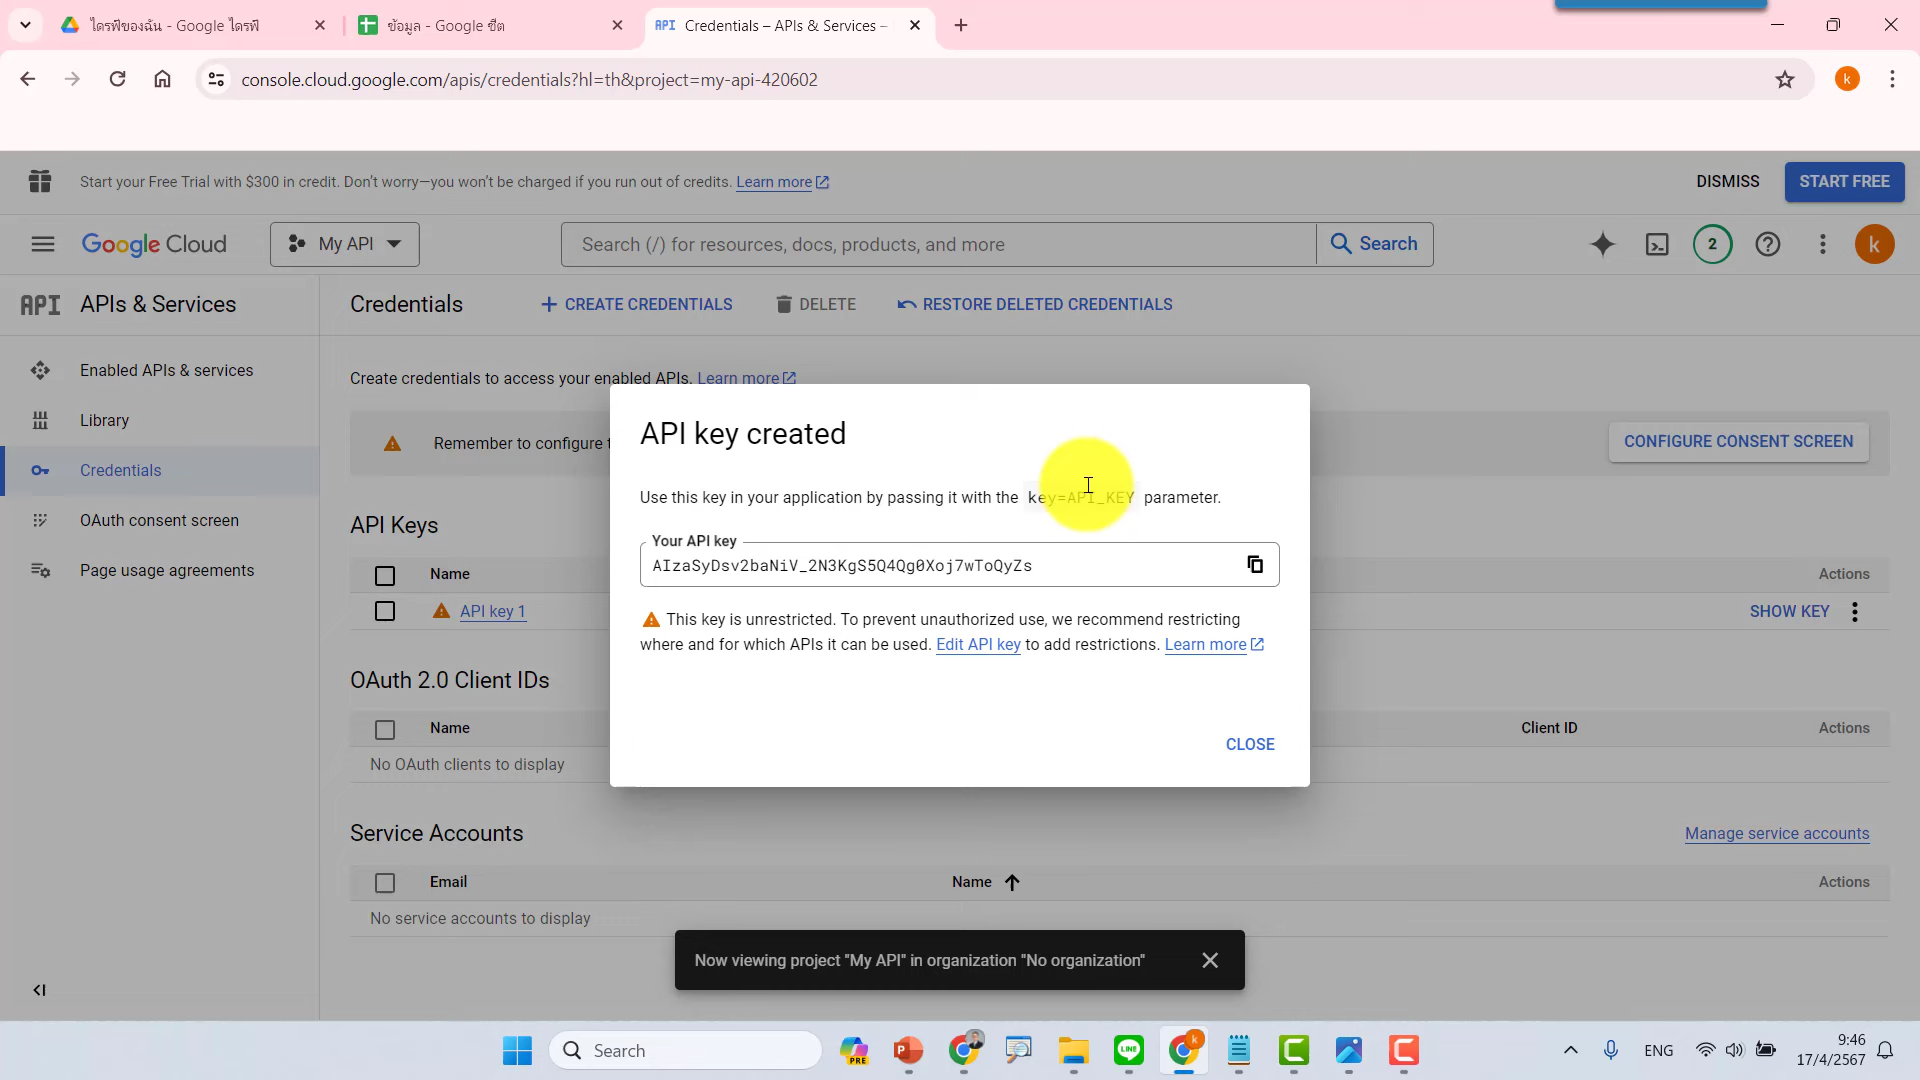 ไดรฟ์ของฉัน - Google ไดรฟ์
ข้อมูล - Google ชีต
API Credentials – APIs & Services –
console.cloud.google.com/apis/credentials?hl=th&project=my-api-420602
k
Start your Free Trial with $300 in credit. Don't worry—you won't be charged if you run out of credits. Learn more
DISMISS
START FREE
Google Cloud
My API
Search (/) for resources, docs, products, and more
Search
2
k
API APIs & Services
Credentials
CREATE CREDENTIALS
DELETE
RESTORE DELETED CREDENTIALS
Enabled APIs & services
Library
Credentials
OAuth consent screen
Page usage agreements
Create credentials to access your enabled APIs. Learn more
Remember to configure
CONFIGURE CONSENT SCREEN
API Keys
Name
Actions
API key 1
SHOW KEY
OAuth 2.0 Client IDs
Name
Client ID
Actions
No OAuth clients to display
Service Accounts
Manage service accounts
Email
Name
Actions
No service accounts to display
API key created
Use this key in your application by passing it with the key=API_KEY parameter.
Your API key
AIzaSyDsv2baNiV_2N3KgS5Q4Qg0Xoj7wToQyZs
This key is unrestricted. To prevent unauthorized use, we recommend restricting
where and for which APIs it can be used. Edit API key to add restrictions. Learn more
CLOSE
Now viewing project "My API" in organization "No organization"
Search
PRE
P
k
LINE
C
C
ENG
9:46
17/4/2567